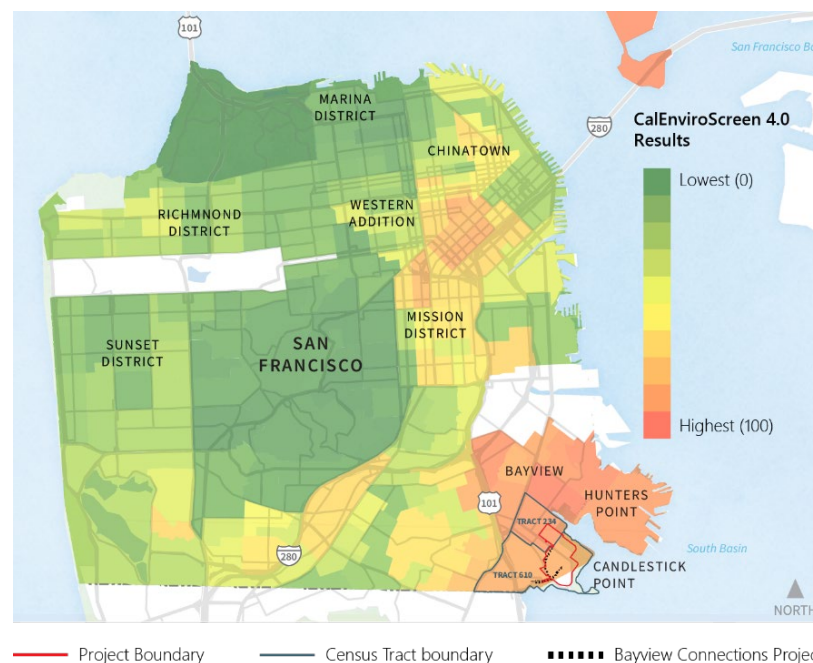 101
San Francisco Ba
MARINA
DISTRICT
280
CalEnviroScreen 4.0
Results
CHINATOWN
Lowest (0)
RICHMNOND
DISTRICT
WESTERN
ADDITION
MISSION
DISTRICT
SUNSET
DISTRICT
SAN
FRANCISCO
Highest (100)
BAYVIEW
101
HUNTERS
POINT
TRACT 234
280
South Basin
TRACT 610
CANDLESTICK
POINT
NORTH
Project Boundary
Census Tract boundary
Bayview Connections Projec